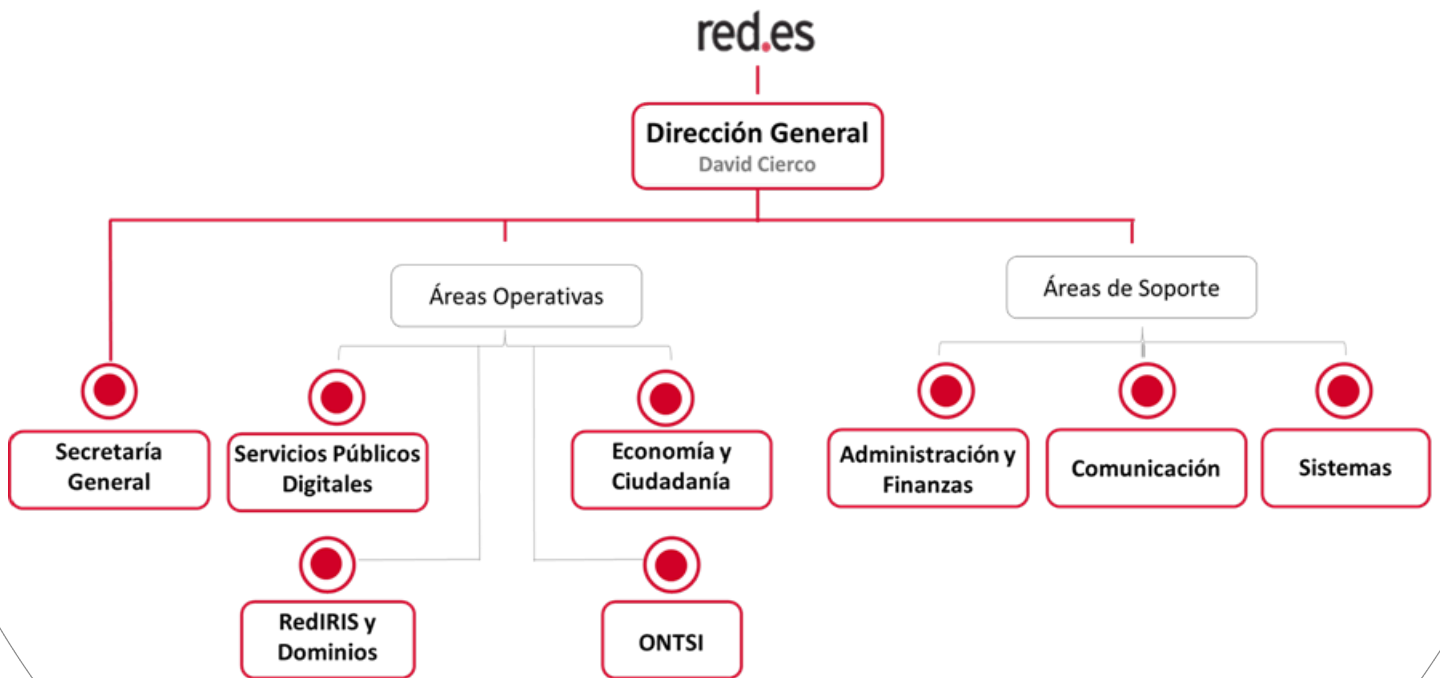 red.es
Dirección General
David Cierco
Áreas Operativas
Áreas de Soporte
Secretaría
General
Servicios Públicos
Digitales
Economía y
Ciudadanía
Administración y
Finanzas
Comunicación
Sistemas
RedIRIS y
Dominios
ONTSI